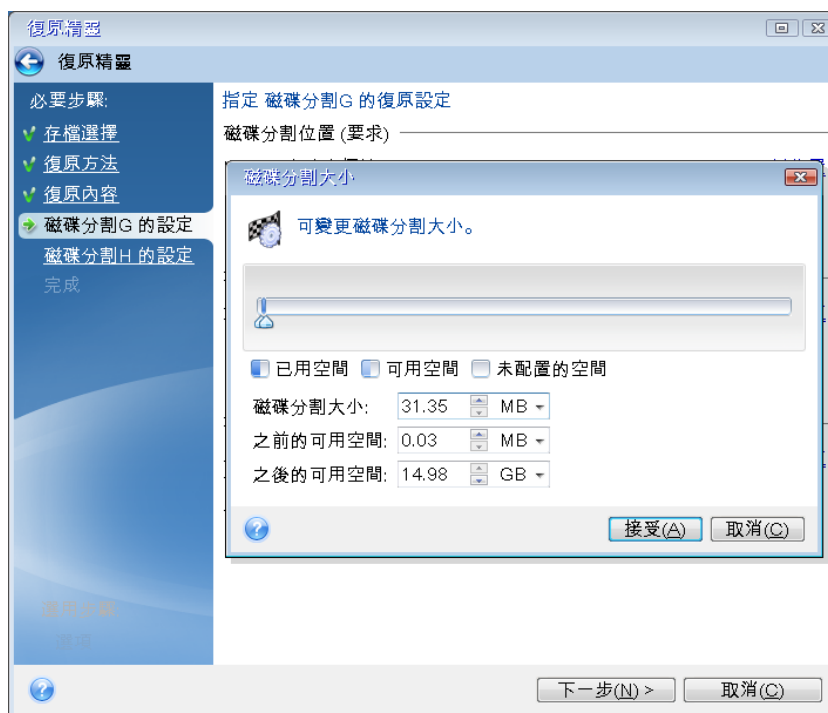 復原精靈
復原精靈
必要步驟:
存檔選擇
復原方法
復原內容
磁碟分割G 的設定
磁碟分割H 的設定
完成
指定 磁碟分割G 的復原設定
磁碟分割位置 (要求)
磁碟分割大小
可變更磁碟分割大小。
已用空間 可用空間 未配置的空間
磁碟分割大小: 31.35 MB
之前的可用空間: 0.03 MB
之後的可用空間: 14.98 GB
接受(A) 取消(C)
下一步(N) > 取消(C)